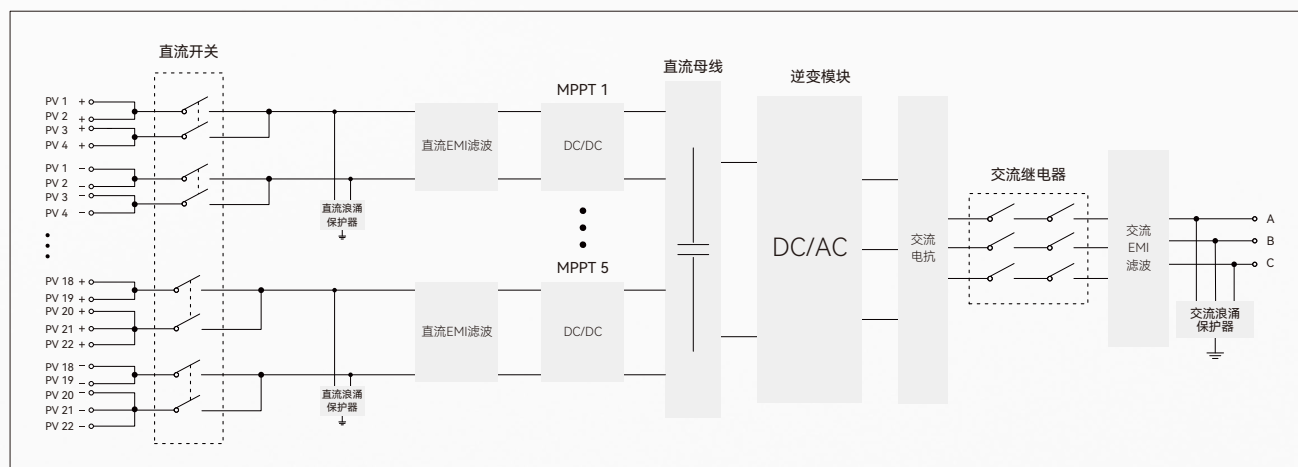 直流开关
PV 1 +
PV 2 +
PV 3 +
PV 4 +
PV 1 −
PV 2 −
PV 3 −
PV 4 −
PV 18 +
PV 19 +
PV 20 +
PV 21 +
PV 22 +
PV 18 −
PV 19 −
PV 20 −
PV 21 −
PV 22 −
直流浪涌
保护器
直流浪涌
保护器
直流EMI滤波
直流EMI滤波
MPPT 1
DC/DC
MPPT 5
DC/DC
直流母线
逆变模块
DC/AC
交流
电抗
交流继电器
交流
EMI
滤波
A
B
C
交流浪涌
保护器